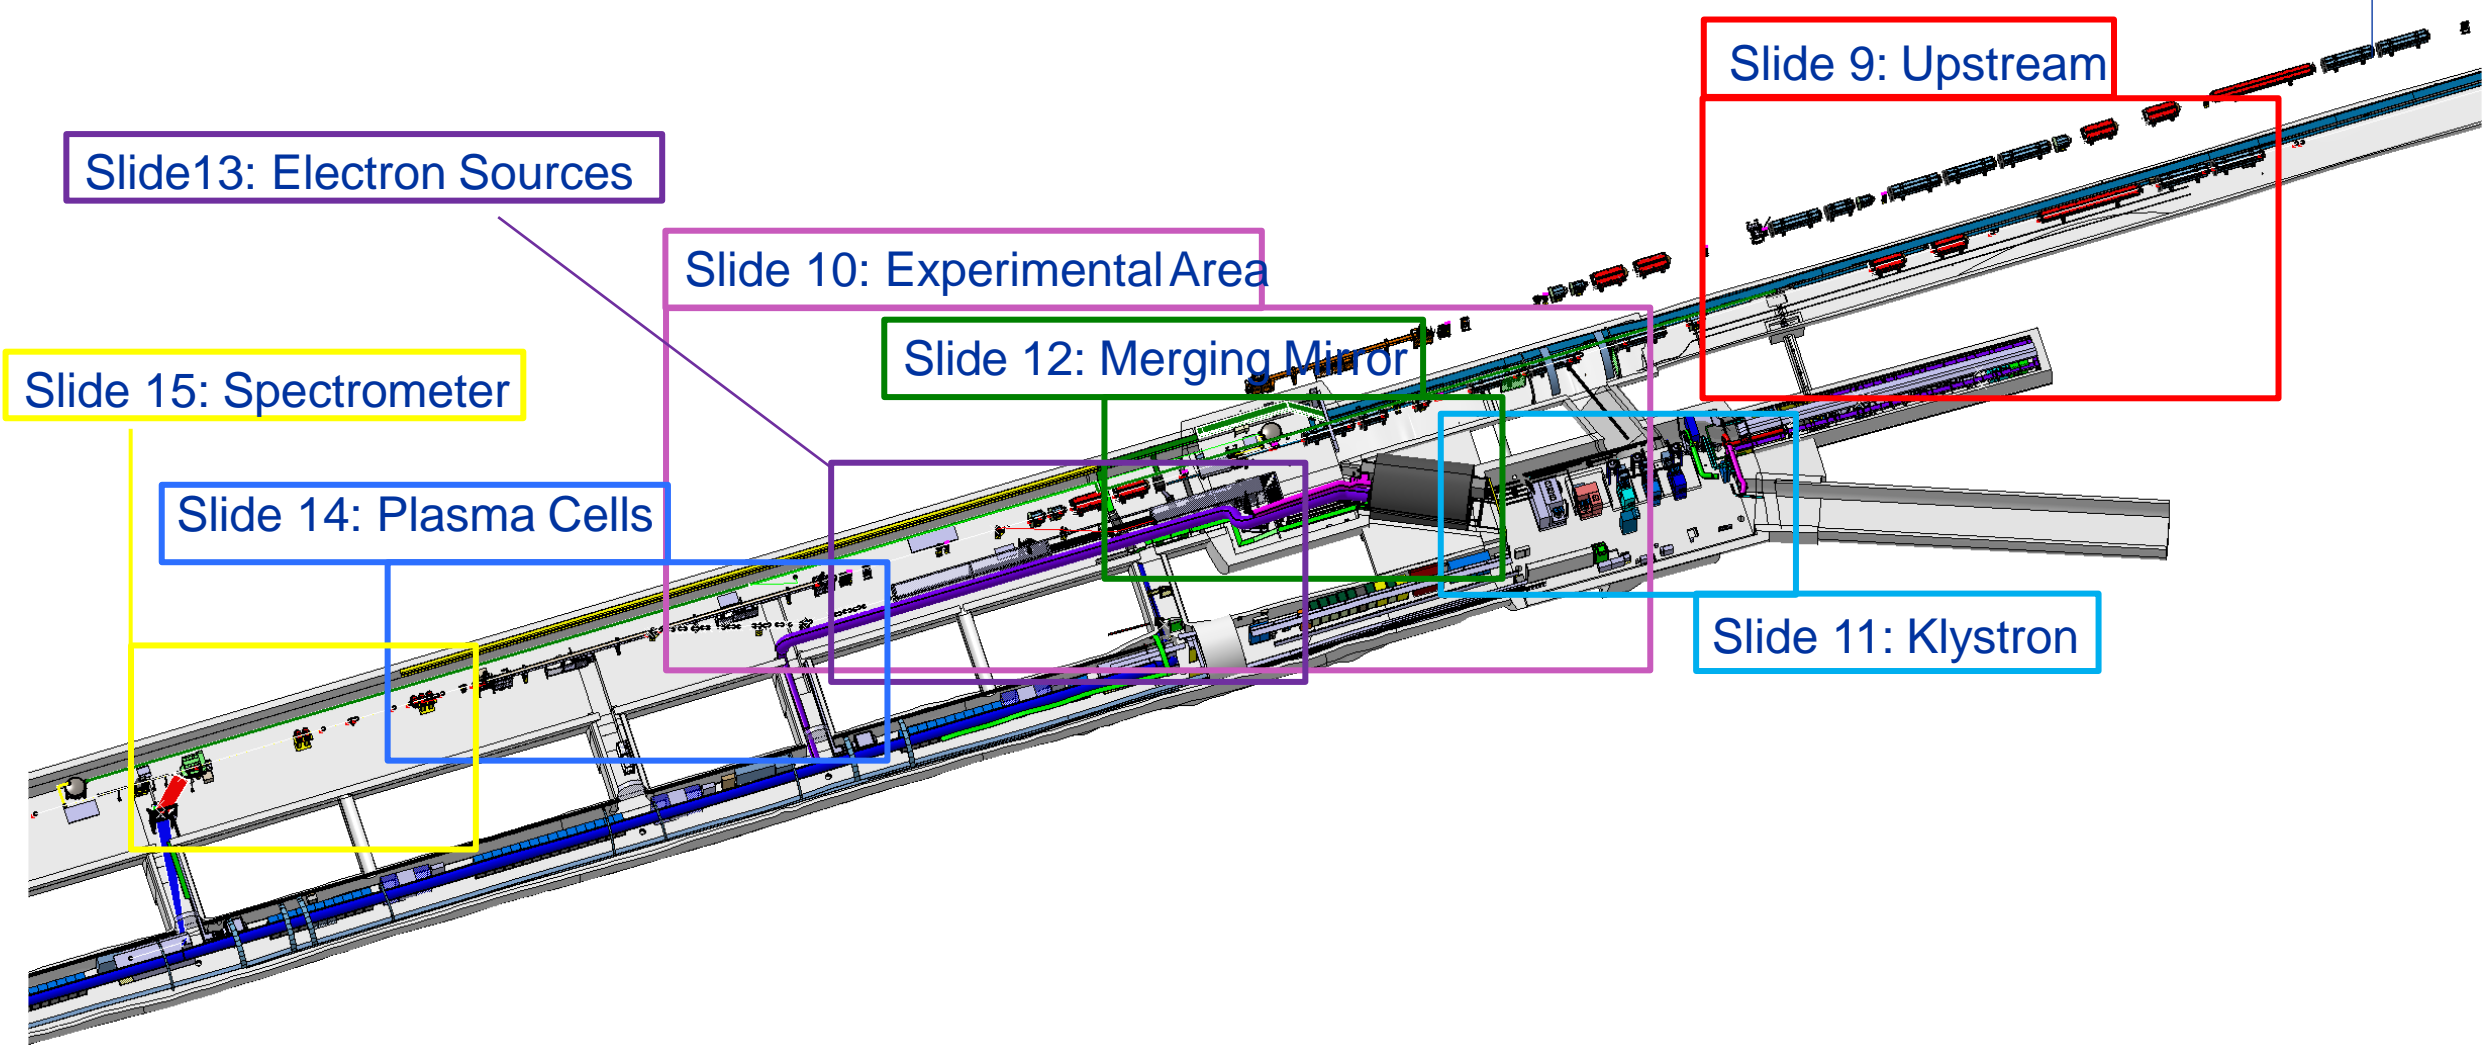 Slide 9: Upstream
Slide13: Electron Sources
Slide 10: Experimental Area
Slide 12: Merging Mirror
Slide 15: Spectrometer
Slide 14: Plasma Cells
Slide 11: Klystron